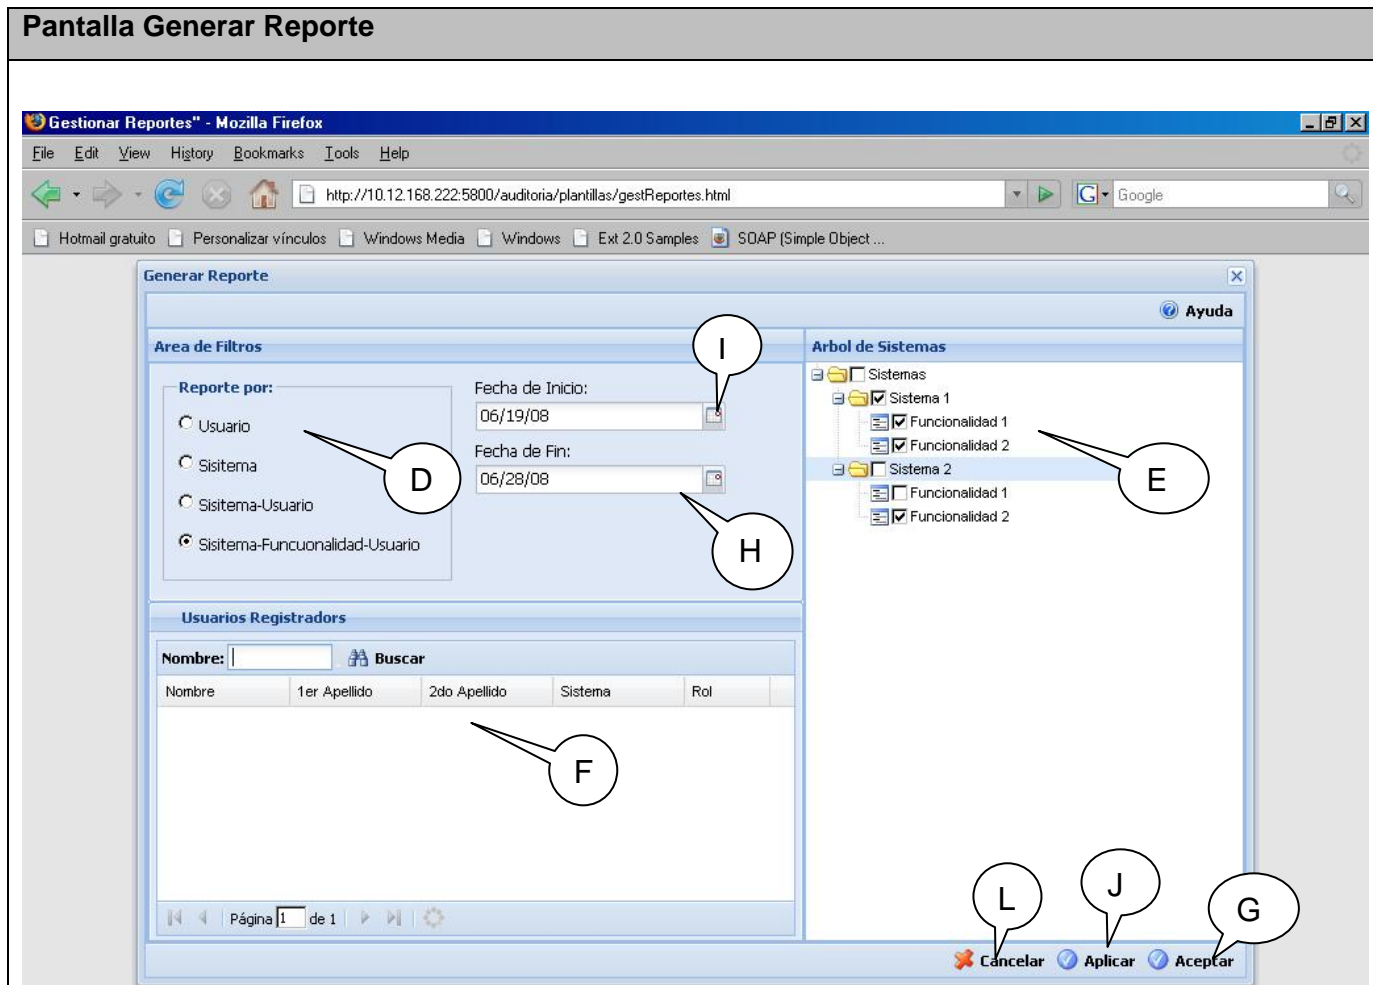 Pantalla Generar Reporte
Gestionar Reportes" - Mozilla Firefox
File Edit View History Bookmarks Tools Help
http://10.12.168.222:5800/auditoria/plantillas/gestReportes.html
G Google
Hotmail gratuito Personalizar vínculos Windows Media Windows Ext 2.0 Samples SOAP (Simple Object ...
Generar Reporte
Ayuda
Area de Filtros
Arbol de Sistemas
I
Reporte por:
Usuario
Sisitema
Sisitema-Usuario
Sisitema-Funcuonalidad-Usuario
D
Fecha de Inicio:
06/19/08
Fecha de Fin:
06/28/08
H
Sistemas
Sistema 1
Funcionalidad 1
Funcionalidad 2
Sistema 2
Funcionalidad 1
Funcionalidad 2
E
Usuarios Registradors
Nombre: Buscar
Nombre 1er Apellido 2do Apellido Sistema Rol
F
Página 1 de 1
L
J
G
Cancelar Aplicar Aceptar